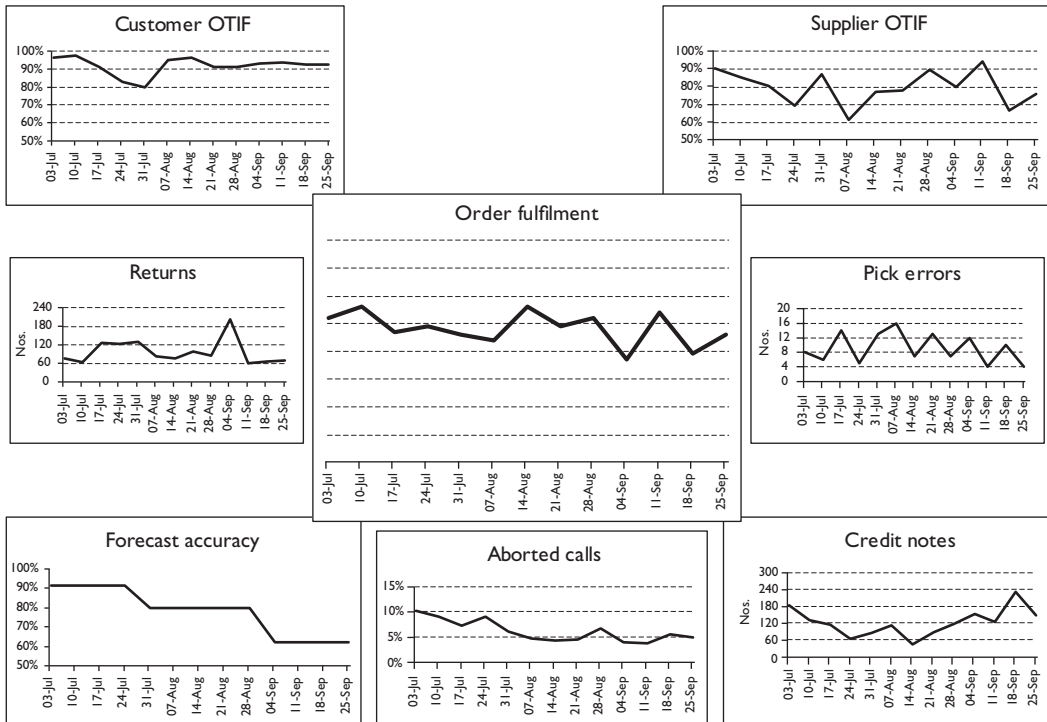 Customer OTIF
100%
90%
80%
70%
60%
50%
03-Jul
10-Jul
17-Jul
24-Jul
31-Jul
07-Aug
14-Aug
21-Aug
28-Aug
04-Sep
11-Sep
18-Sep
25-Sep
Supplier OTIF
100%
90%
80%
70%
60%
50%
03-Jul
10-Jul
17-Jul
24-Jul
31-Jul
07-Aug
14-Aug
21-Aug
28-Aug
04-Sep
11-Sep
18-Sep
25-Sep
Order fulfilment
03-Jul
10-Jul
17-Jul
24-Jul
31-Jul
07-Aug
14-Aug
21-Aug
28-Aug
04-Sep
11-Sep
18-Sep
25-Sep
Returns
Nos.
240
180
120
60
0
03-Jul
10-Jul
17-Jul
24-Jul
31-Jul
07-Aug
14-Aug
21-Aug
28-Aug
04-Sep
11-Sep
18-Sep
25-Sep
Pick errors
Nos.
20
16
12
8
4
0
03-Jul
10-Jul
17-Jul
24-Jul
31-Jul
07-Aug
14-Aug
21-Aug
28-Aug
04-Sep
11-Sep
18-Sep
25-Sep
Forecast accuracy
100%
90%
80%
70%
60%
50%
03-Jul
10-Jul
17-Jul
24-Jul
31-Jul
07-Aug
14-Aug
21-Aug
28-Aug
04-Sep
11-Sep
18-Sep
25-Sep
Aborted calls
15%
10%
5%
0%
03-Jul
10-Jul
17-Jul
24-Jul
31-Jul
07-Aug
14-Aug
21-Aug
28-Aug
04-Sep
11-Sep
18-Sep
25-Sep
Credit notes
Nos.
300
240
180
120
60
0
03-Jul
10-Jul
17-Jul
24-Jul
31-Jul
07-Aug
14-Aug
21-Aug
28-Aug
04-Sep
11-Sep
18-Sep
25-Sep